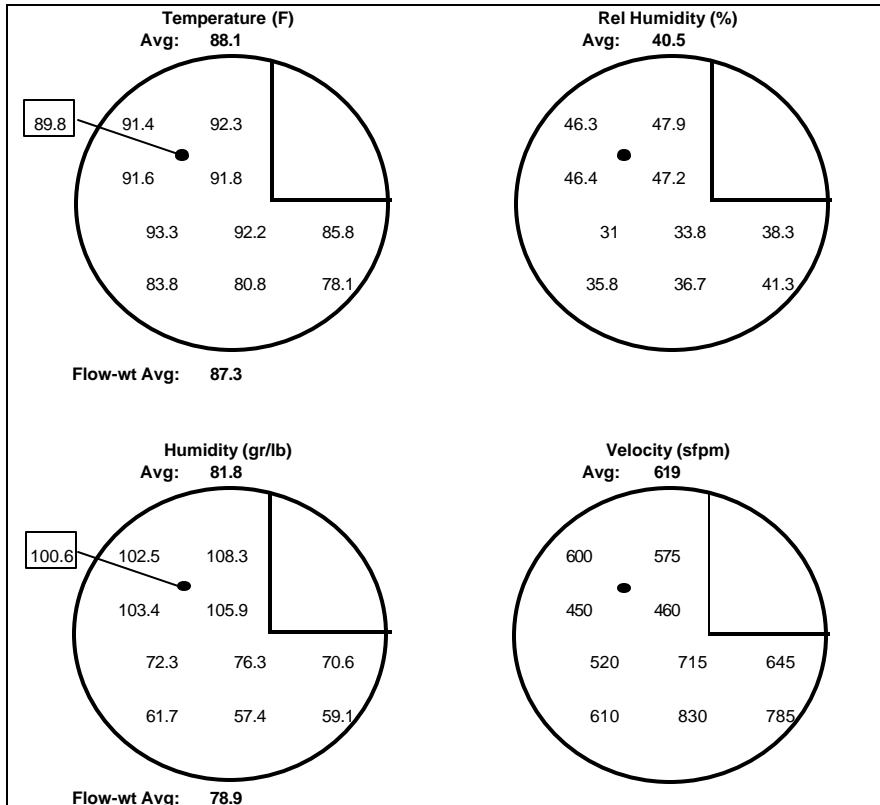 Temperature (F)
Avg: 88.1
89.8
91.4 92.3
91.6 91.8
93.3 92.2 85.8
83.8 80.8 78.1
Flow-wt Avg: 87.3
Rel Humidity (%)
Avg: 40.5
46.3 47.9
46.4 47.2
31 33.8 38.3
35.8 36.7 41.3
Humidity (gr/lb)
Avg: 81.8
100.6
102.5 108.3
103.4 105.9
72.3 76.3 70.6
61.7 57.4 59.1
Flow-wt Avg: 78.9
Velocity (sfpm)
Avg: 619
600 575
450 460
520 715 645
610 830 785